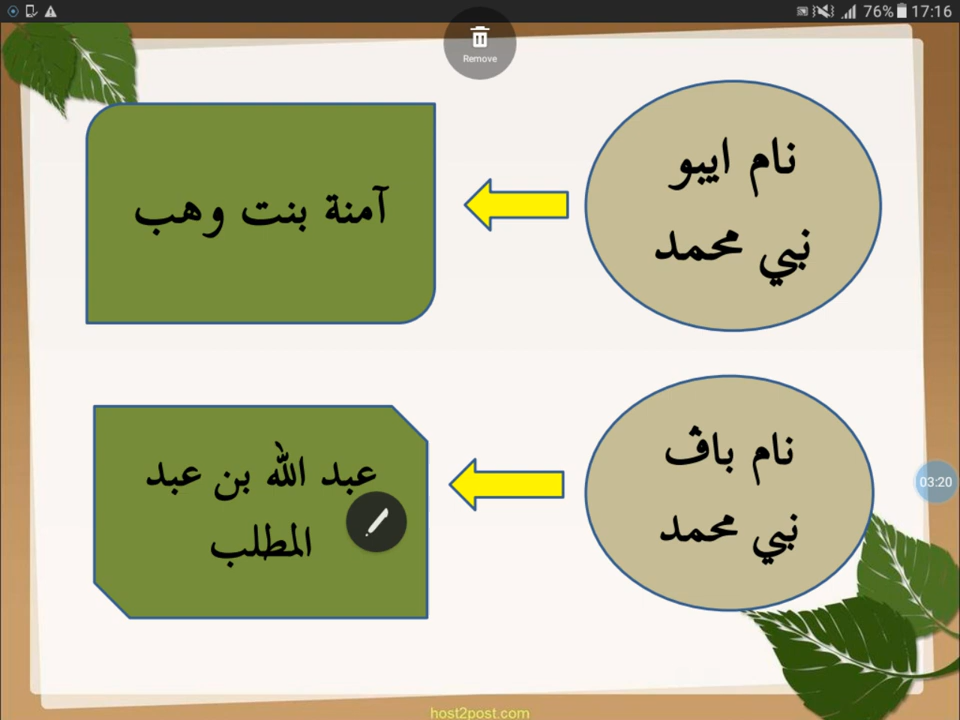 76% 17:16
Remove
نام ايبو
نبي محمد
آمنة بنت وهب
نام باڤ
نبي محمد
عبد الله بن عبد
المطلب
03:20
host2post.com